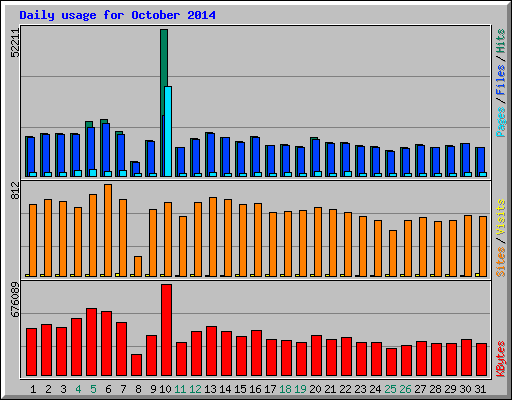 Daily usage for October 2014
52211
Pages / Files / Hits
812
Sites / Visits
676089
KBytes
1 2 3 4 5 6 7 8 9 10 11 12 13 14 15 16 17 18 19 20 21 22 23 24 25 26 27 28 29 30 31